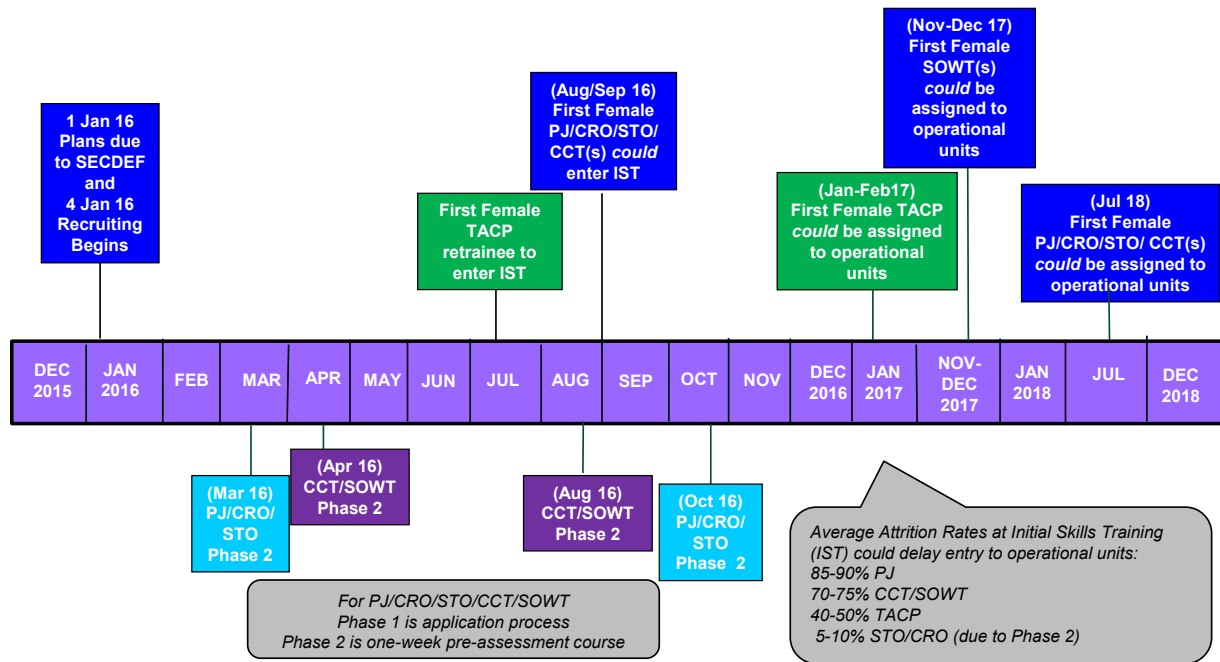 1 Jan 16
Plans due
to SECDEF
and
4 Jan 16
Recruiting
Begins
First Female
TACP
retrainee to
enter IST
(Aug/Sep 16)
First Female
PJ/CRO/STO/
CCT(s) could
enter IST
(Jan-Feb17)
First Female TACP
could be assigned
to operational
units
(Nov-Dec 17)
First Female
SOWT(s)
could be
assigned to
operational
units
(Jul 18)
First Female
PJ/CRO/STO/ CCT(s)
could be assigned to
operational units
DEC
2015
JAN
2016
FEB
MAR
APR
MAY
JUN
JUL
AUG
SEP
OCT
NOV
DEC
2016
JAN
2017
NOV-
DEC
2017
JAN
2018
JUL
DEC
2018
(Mar 16)
PJ/CRO/
STO
Phase 2
(Apr 16)
CCT/SOWT
Phase 2
(Aug 16)
CCT/SOWT
Phase 2
(Oct 16)
PJ/CRO/
STO
Phase 2
For PJ/CRO/STO/CCT/SOWT
Phase 1 is application process
Phase 2 is one-week pre-assessment course
Average Attrition Rates at Initial Skills Training
(IST) could delay entry to operational units:
85-90% PJ
70-75% CCT/SOWT
40-50% TACP
5-10% STO/CRO (due to Phase 2)